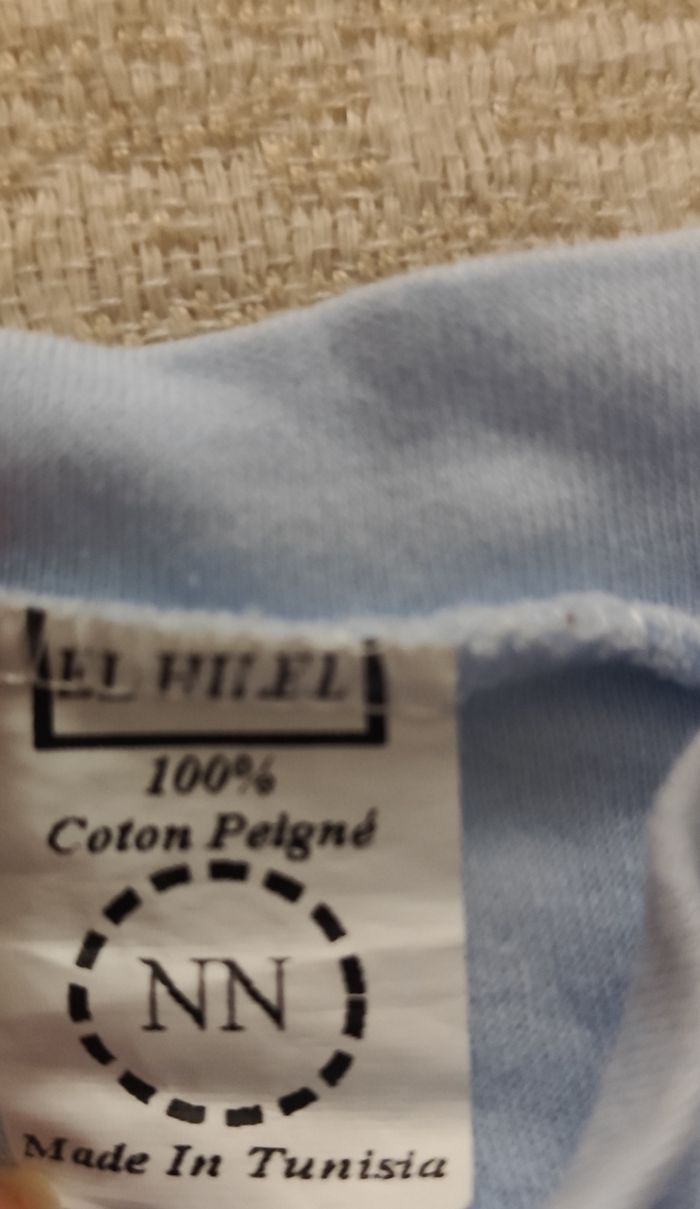 EL HILEL
100%
Coton Peigné
NN
Made In Tunisia